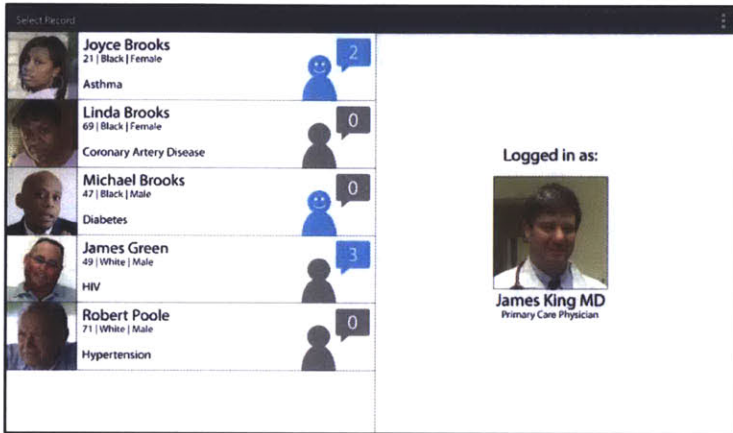 Select Record
Joyce Brooks
21 | Black | Female
Asthma
2
Linda Brooks
69 | Black | Female
Coronary Artery Disease
0
Michael Brooks
47 | Black | Male
Diabetes
0
James Green
49 | White | Male
HIV
3
Robert Poole
71 | White | Male
Hypertension
0
Logged in as:
James King MD
Primary Care Physician